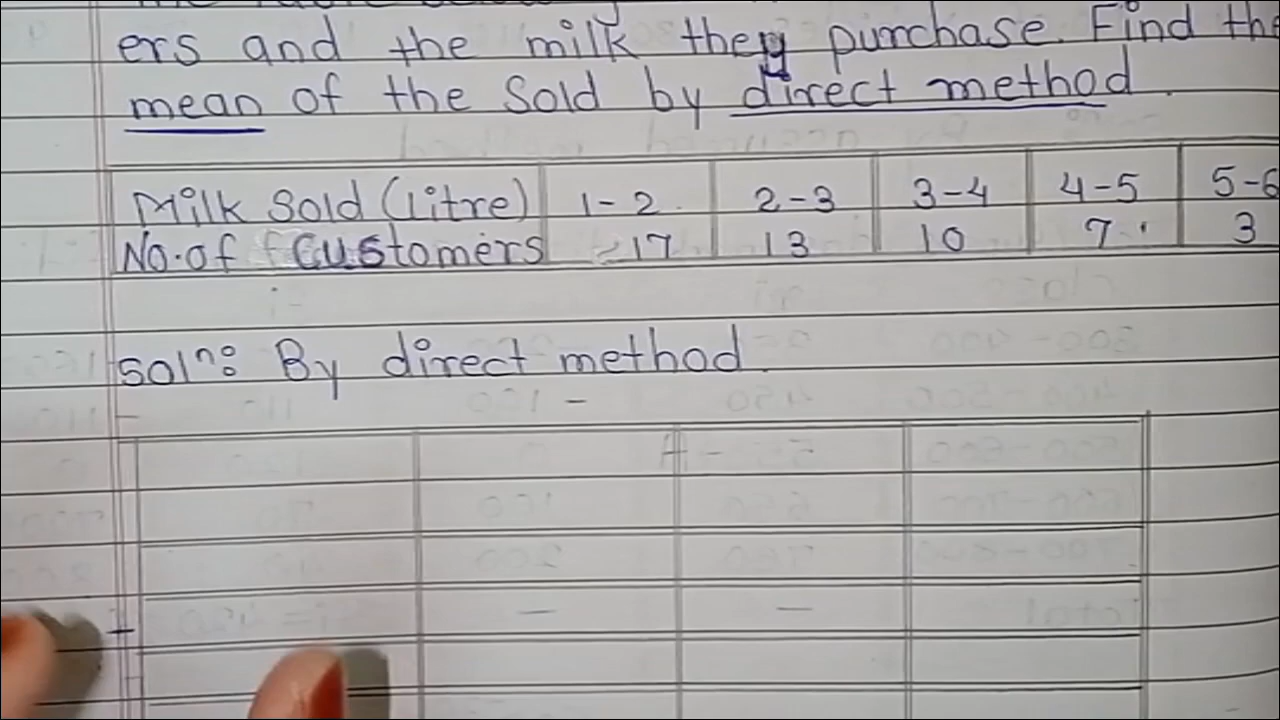 ers and the milk they purchase. Find the
mean of the Sold by direct method.
Milk Sold (Litre) 1-2 2-3 3-4 4-5 5-6
No. of Customers 17 13 10 7 3
Solⁿ: By direct method.